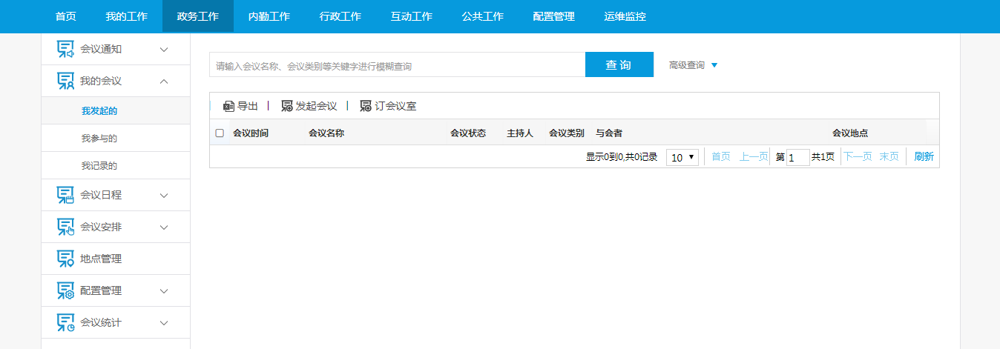 首页 我的工作 政务工作 内勤工作 行政工作 互动工作 公共工作 配置管理 运维监控
会议通知
我的会议
我发起的
我参与的
我记录的
会议日程
会议安排
地点管理
配置管理
会议统计
请输入会议名称、会议类别等关键字进行模糊查询 查 询 高级查询
导出 发起会议 订会议室
会议时间 会议名称 会议状态 主持人 会议类别 与会者 会议地点
显示0到0,共0记录 10 首页 上一页 第 1 共1页 下一页 末页 刷新